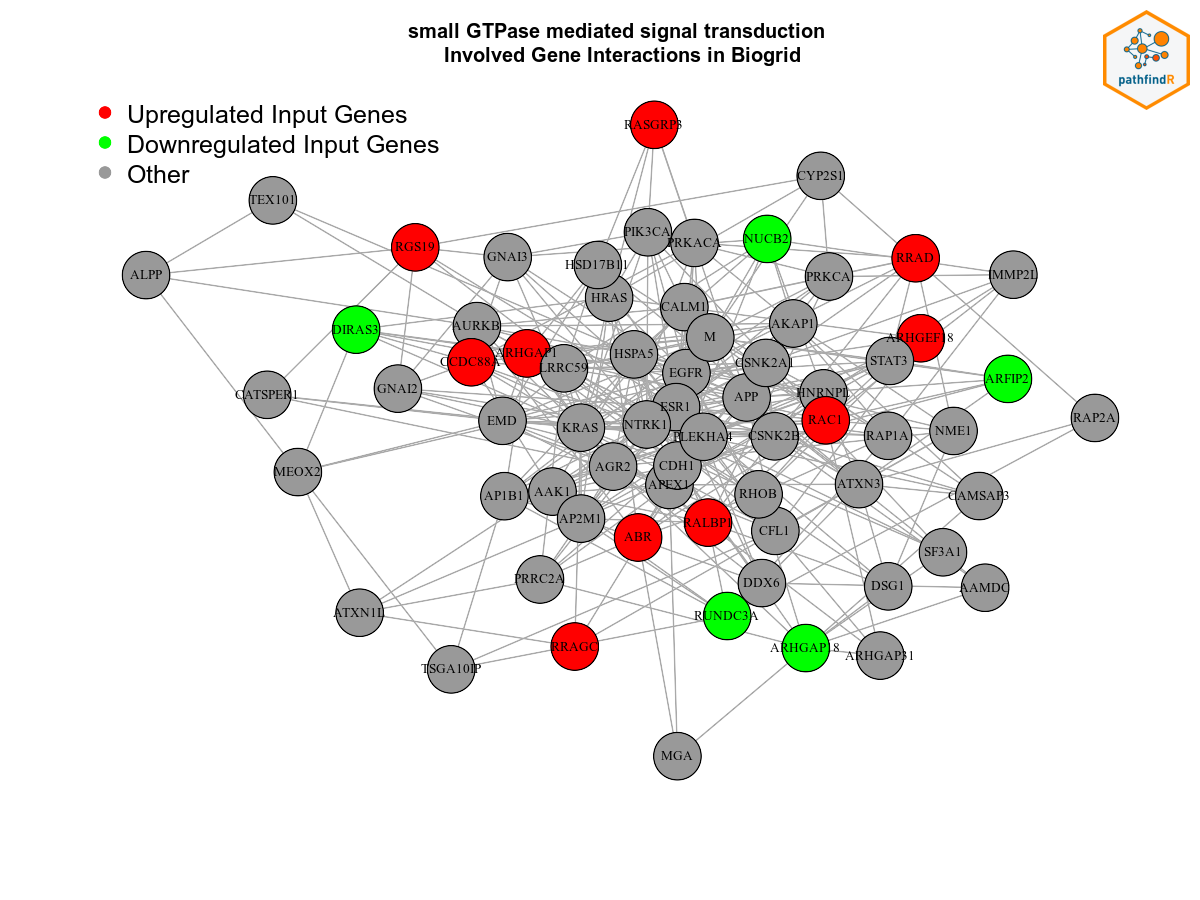 small GTPase mediated signal transduction
Involved Gene Interactions in Biogrid
pathfindR
Upregulated Input Genes
Downregulated Input Genes
Other
RASGRP3
CYP2S1
TEX101
PIK3CA
PRKACA
NUCB2
RGS19
GNAI3
HSD17B11
RRAD
ALPP
PRKCA
IMMP2L
HRAS
CALM1
AKAP1
DIRAS3
AURKB
M
ARHGEF18
ARHGAP1
HSPA5
CCDC88A
LRRC59
EGFR
CSNK2A1
STAT3
ARFIP2
GNAI2
CATSPER1
APP
HNRNPL
ESR1
RAP2A
EMD
KRAS
NTRK1
PLEKHA4
CSNK2B
RAC1
RAP1A
NME1
MEOX2
AGR2
CDH1
APEX1
ATXN3
AP1B1
AAK1
RHOB
CAMSAP3
AP2M1
ABR
RALBP1
CFL1
SF3A1
PRRC2A
DDX6
DSG1
AAMDC
ATXN1L
RUNDC3A
RRAGC
ARHGAP18
ARHGAP31
TSGA10IP
MGA